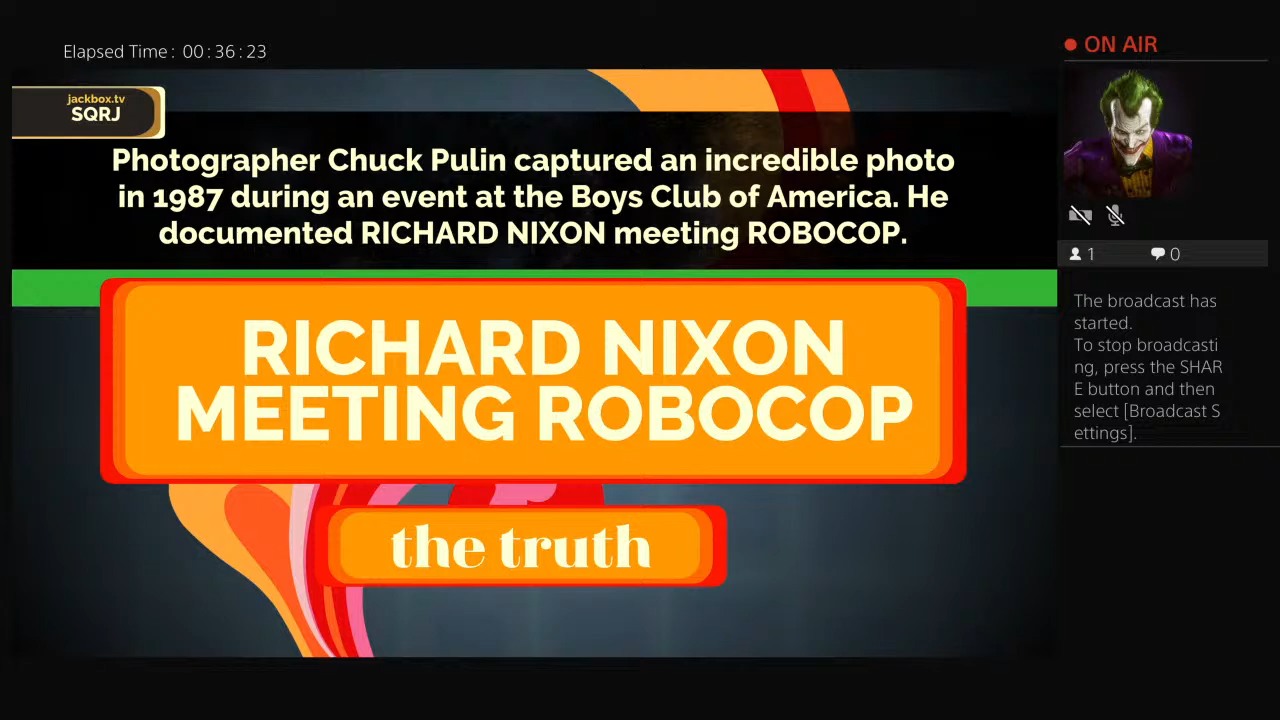 Elapsed Time: 00:36:23
ON AIR
jackbox.tv
SQRJ
Photographer Chuck Pulin captured an incredible photo
in 1987 during an event at the Boys Club of America. He
documented RICHARD NIXON meeting ROBOCOP.
1
0
RICHARD NIXON
MEETING ROBOCOP
the truth
The broadcast has
started.
To stop broadcasti
ng, press the SHAR
E button and then
select [Broadcast S
ettings].